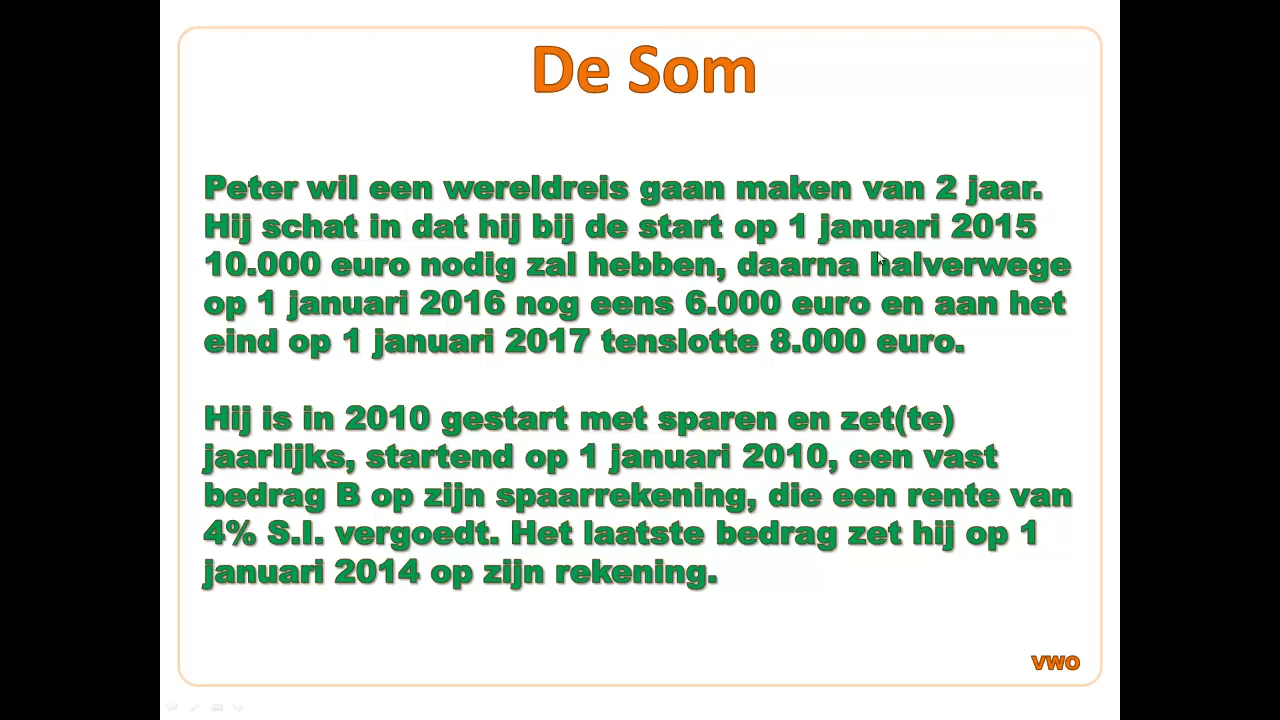 De Som
Peter wil een wereldreis gaan maken van 2 jaar.
Hij schat in dat hij bij de start op 1 januari 2015
10.000 euro nodig zal hebben, daarna halverwege
op 1 januari 2016 nog eens 6.000 euro en aan het
eind op 1 januari 2017 tenslotte 8.000 euro.
Hij is in 2010 gestart met sparen en zet(te)
jaarlijks, startend op 1 januari 2010, een vast
bedrag B op zijn spaarrekening, die een rente van
4% S.I. vergoedt. Het laatste bedrag zet hij op 1
januari 2014 op zijn rekening.
vwo